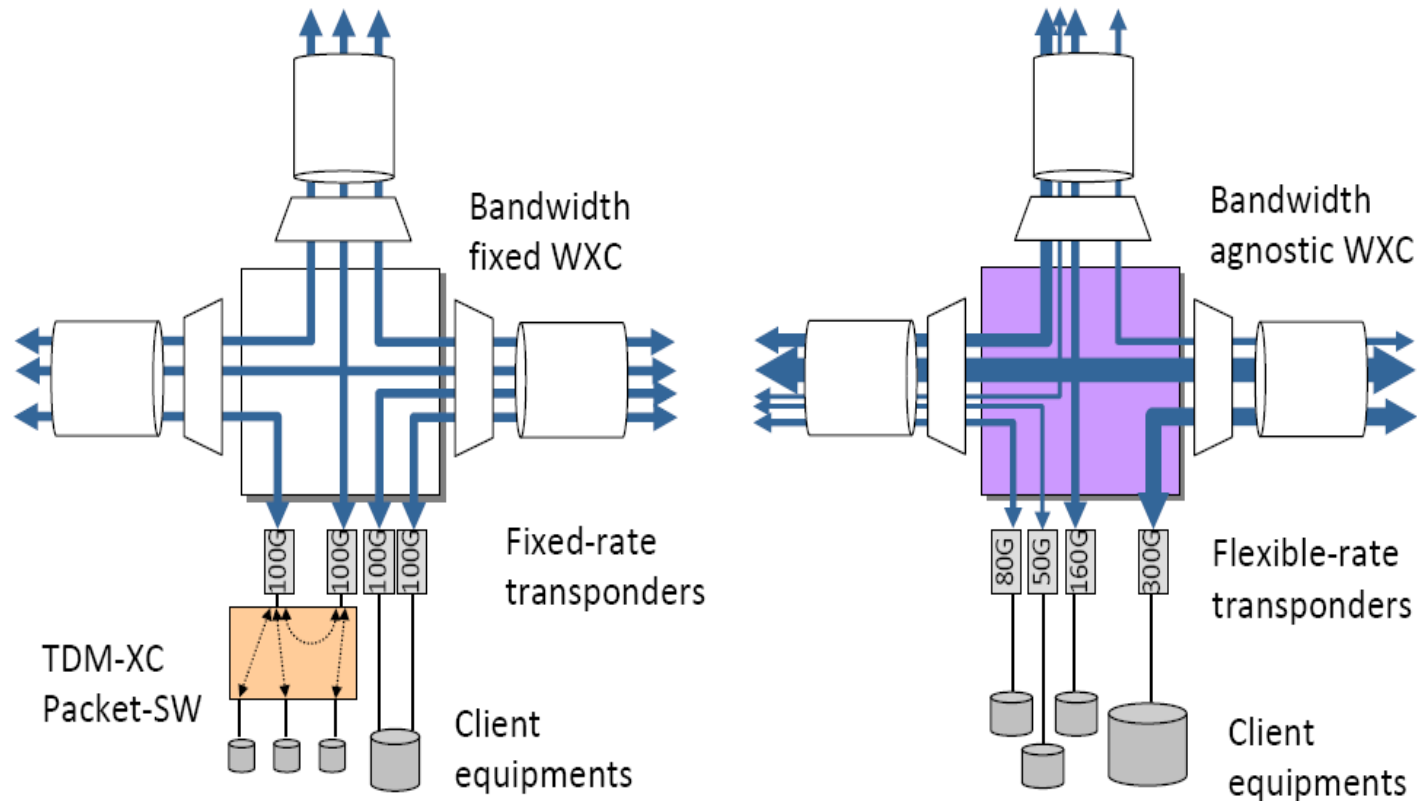 Bandwidth
fixed WXC
100G
100G
100G
100G
Fixed-rate
transponders
TDM-XC
Packet-SW
Client
equipments
Bandwidth
agnostic WXC
80G
50G
160G
300G
Flexible-rate
transponders
Client
equipments